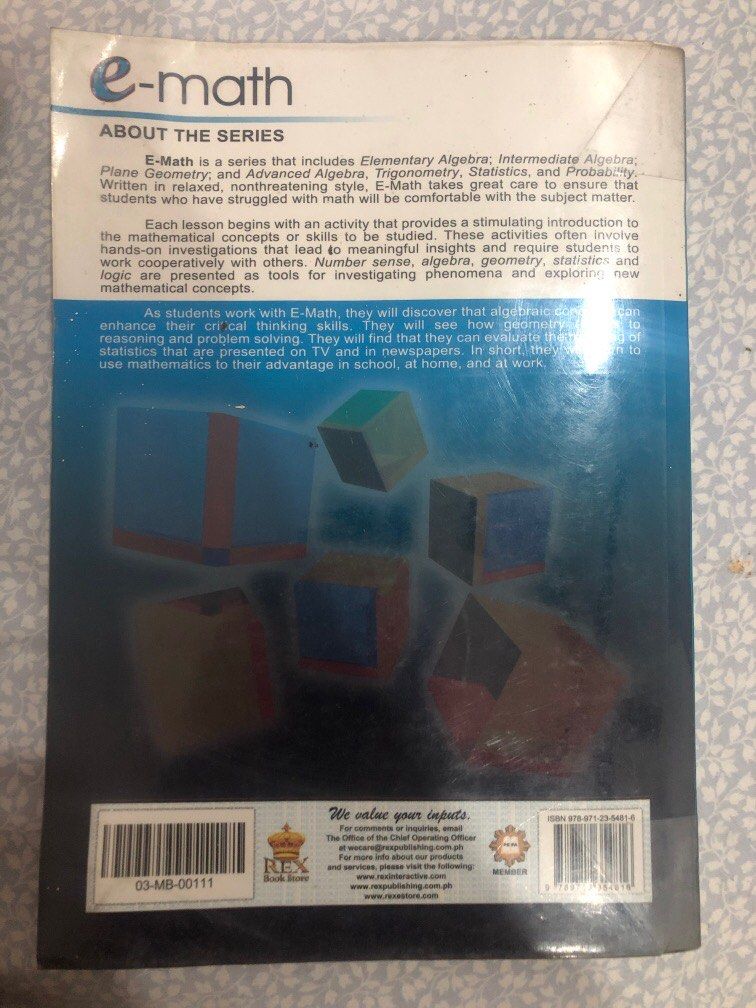 e-math
ABOUT THE SERIES
E-Math is a series that includes Elementary Algebra; Intermediate Algebra;
Plane Geometry; and Advanced Algebra, Trigonometry, Statistics, and Probability.
Written in relaxed, nonthreatening style, E-Math takes great care to ensure that
students who have struggled with math will be comfortable with the subject matter.
Each lesson begins with an activity that provides a stimulating introduction to
the mathematical concepts or skills to be studied. These activities often involve
hands-on investigations that lead to meaningful insights and require students to
work cooperatively with others. Number sense, algebra, geometry, statistics and
logic are presented as tools for investigating phenomena and exploring new
mathematical concepts.
As students work with E-Math, they will discover that algebraic can
enhance their critical thinking skills. They will see how geometry to
reasoning and problem solving. They will find that they can evaluate the of
statistics that are presented on TV and in newspapers. In short, they to
use mathematics to their advantage in school, at home, and at work.
03-MB-00111
REX
Book Store
We value your inputs.
For comments or inquiries, email
The Office of the Chief Operating Officer
at wecare@rexpublishing.com.ph
For more info about our products
and services, please visit the following:
www.rexinteractive.com
www.rexpublishing.com.ph
www.rexestore.com
MEMBER
ISBN 978-971-23-5481-6